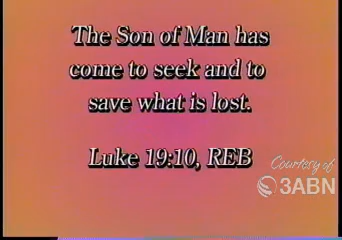 The Son of Man has
come to seek and to
save what is lost.
Luke 19:10, REB
Courtesy of
3ABN